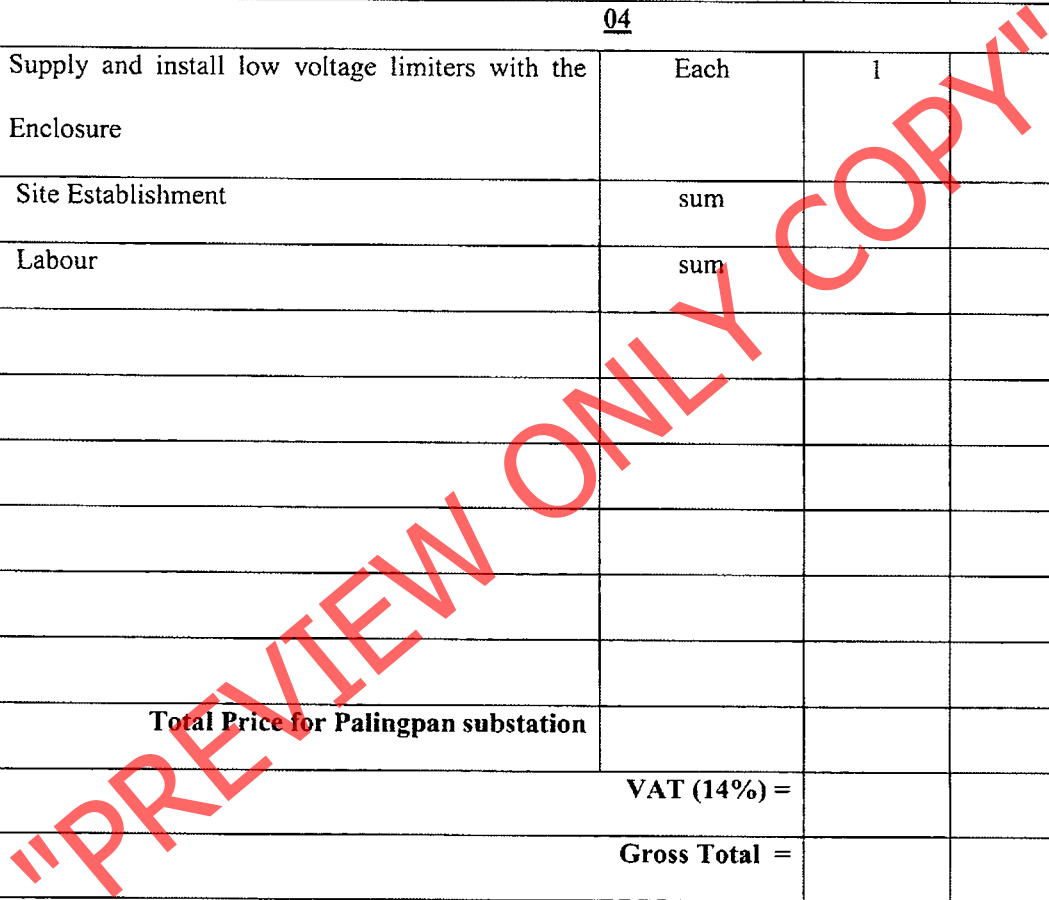 04
Supply and install low voltage limiters with the Each 1
Enclosure
Site Establishment sum
Labour sum
Total Price for Palingpan substation
VAT (14%) =
Gross Total =
"PREVIEW ONLY COPY"